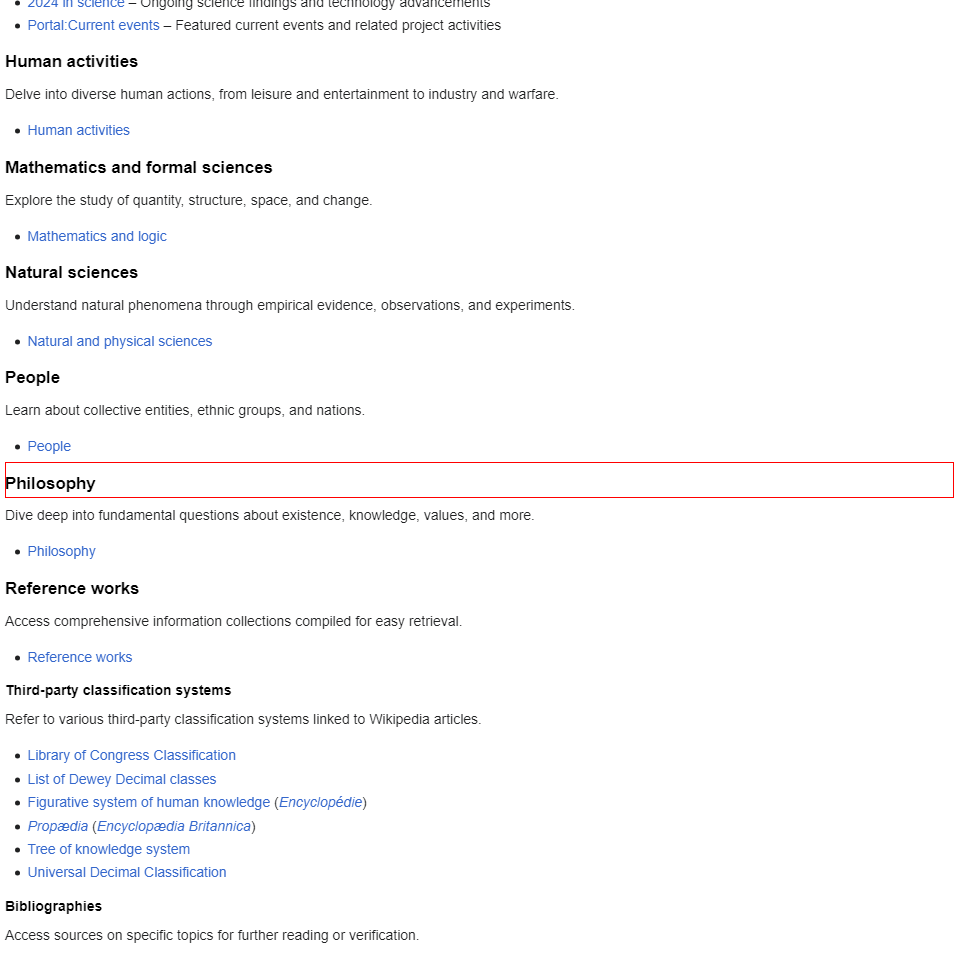 2024 in science – Ongoing science findings and technology advancements
Portal:Current events – Featured current events and related project activities
Human activities
Delve into diverse human actions, from leisure and entertainment to industry and warfare.
Human activities
Mathematics and formal sciences
Explore the study of quantity, structure, space, and change.
Mathematics and logic
Natural sciences
Understand natural phenomena through empirical evidence, observations, and experiments.
Natural and physical sciences
People
Learn about collective entities, ethnic groups, and nations.
People
Philosophy
Dive deep into fundamental questions about existence, knowledge, values, and more.
Philosophy
Reference works
Access comprehensive information collections compiled for easy retrieval.
Reference works
Third-party classification systems
Refer to various third-party classification systems linked to Wikipedia articles.
Library of Congress Classification
List of Dewey Decimal classes
Figurative system of human knowledge (Encyclopédie)
Propædia (Encyclopædia Britannica)
Tree of knowledge system
Universal Decimal Classification
Bibliographies
Access sources on specific topics for further reading or verification.